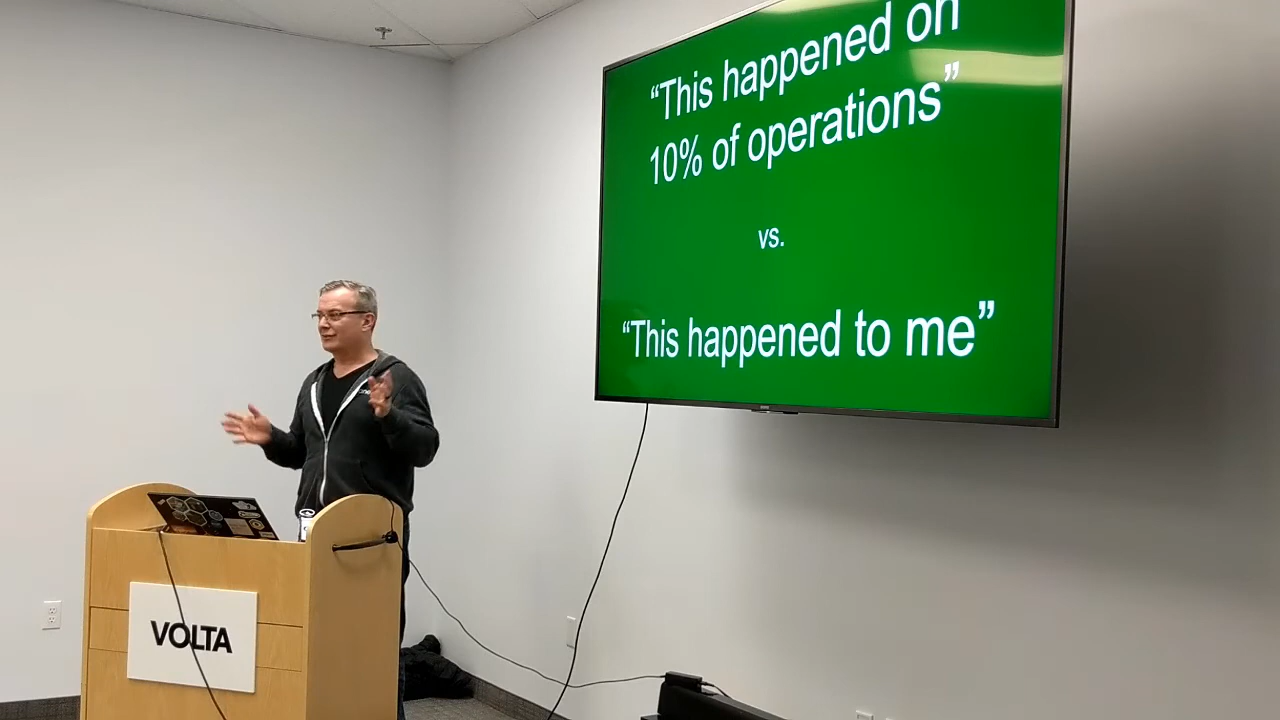 “This happened on
10% of operations”
vs.
“This happened to me”
VOLTA